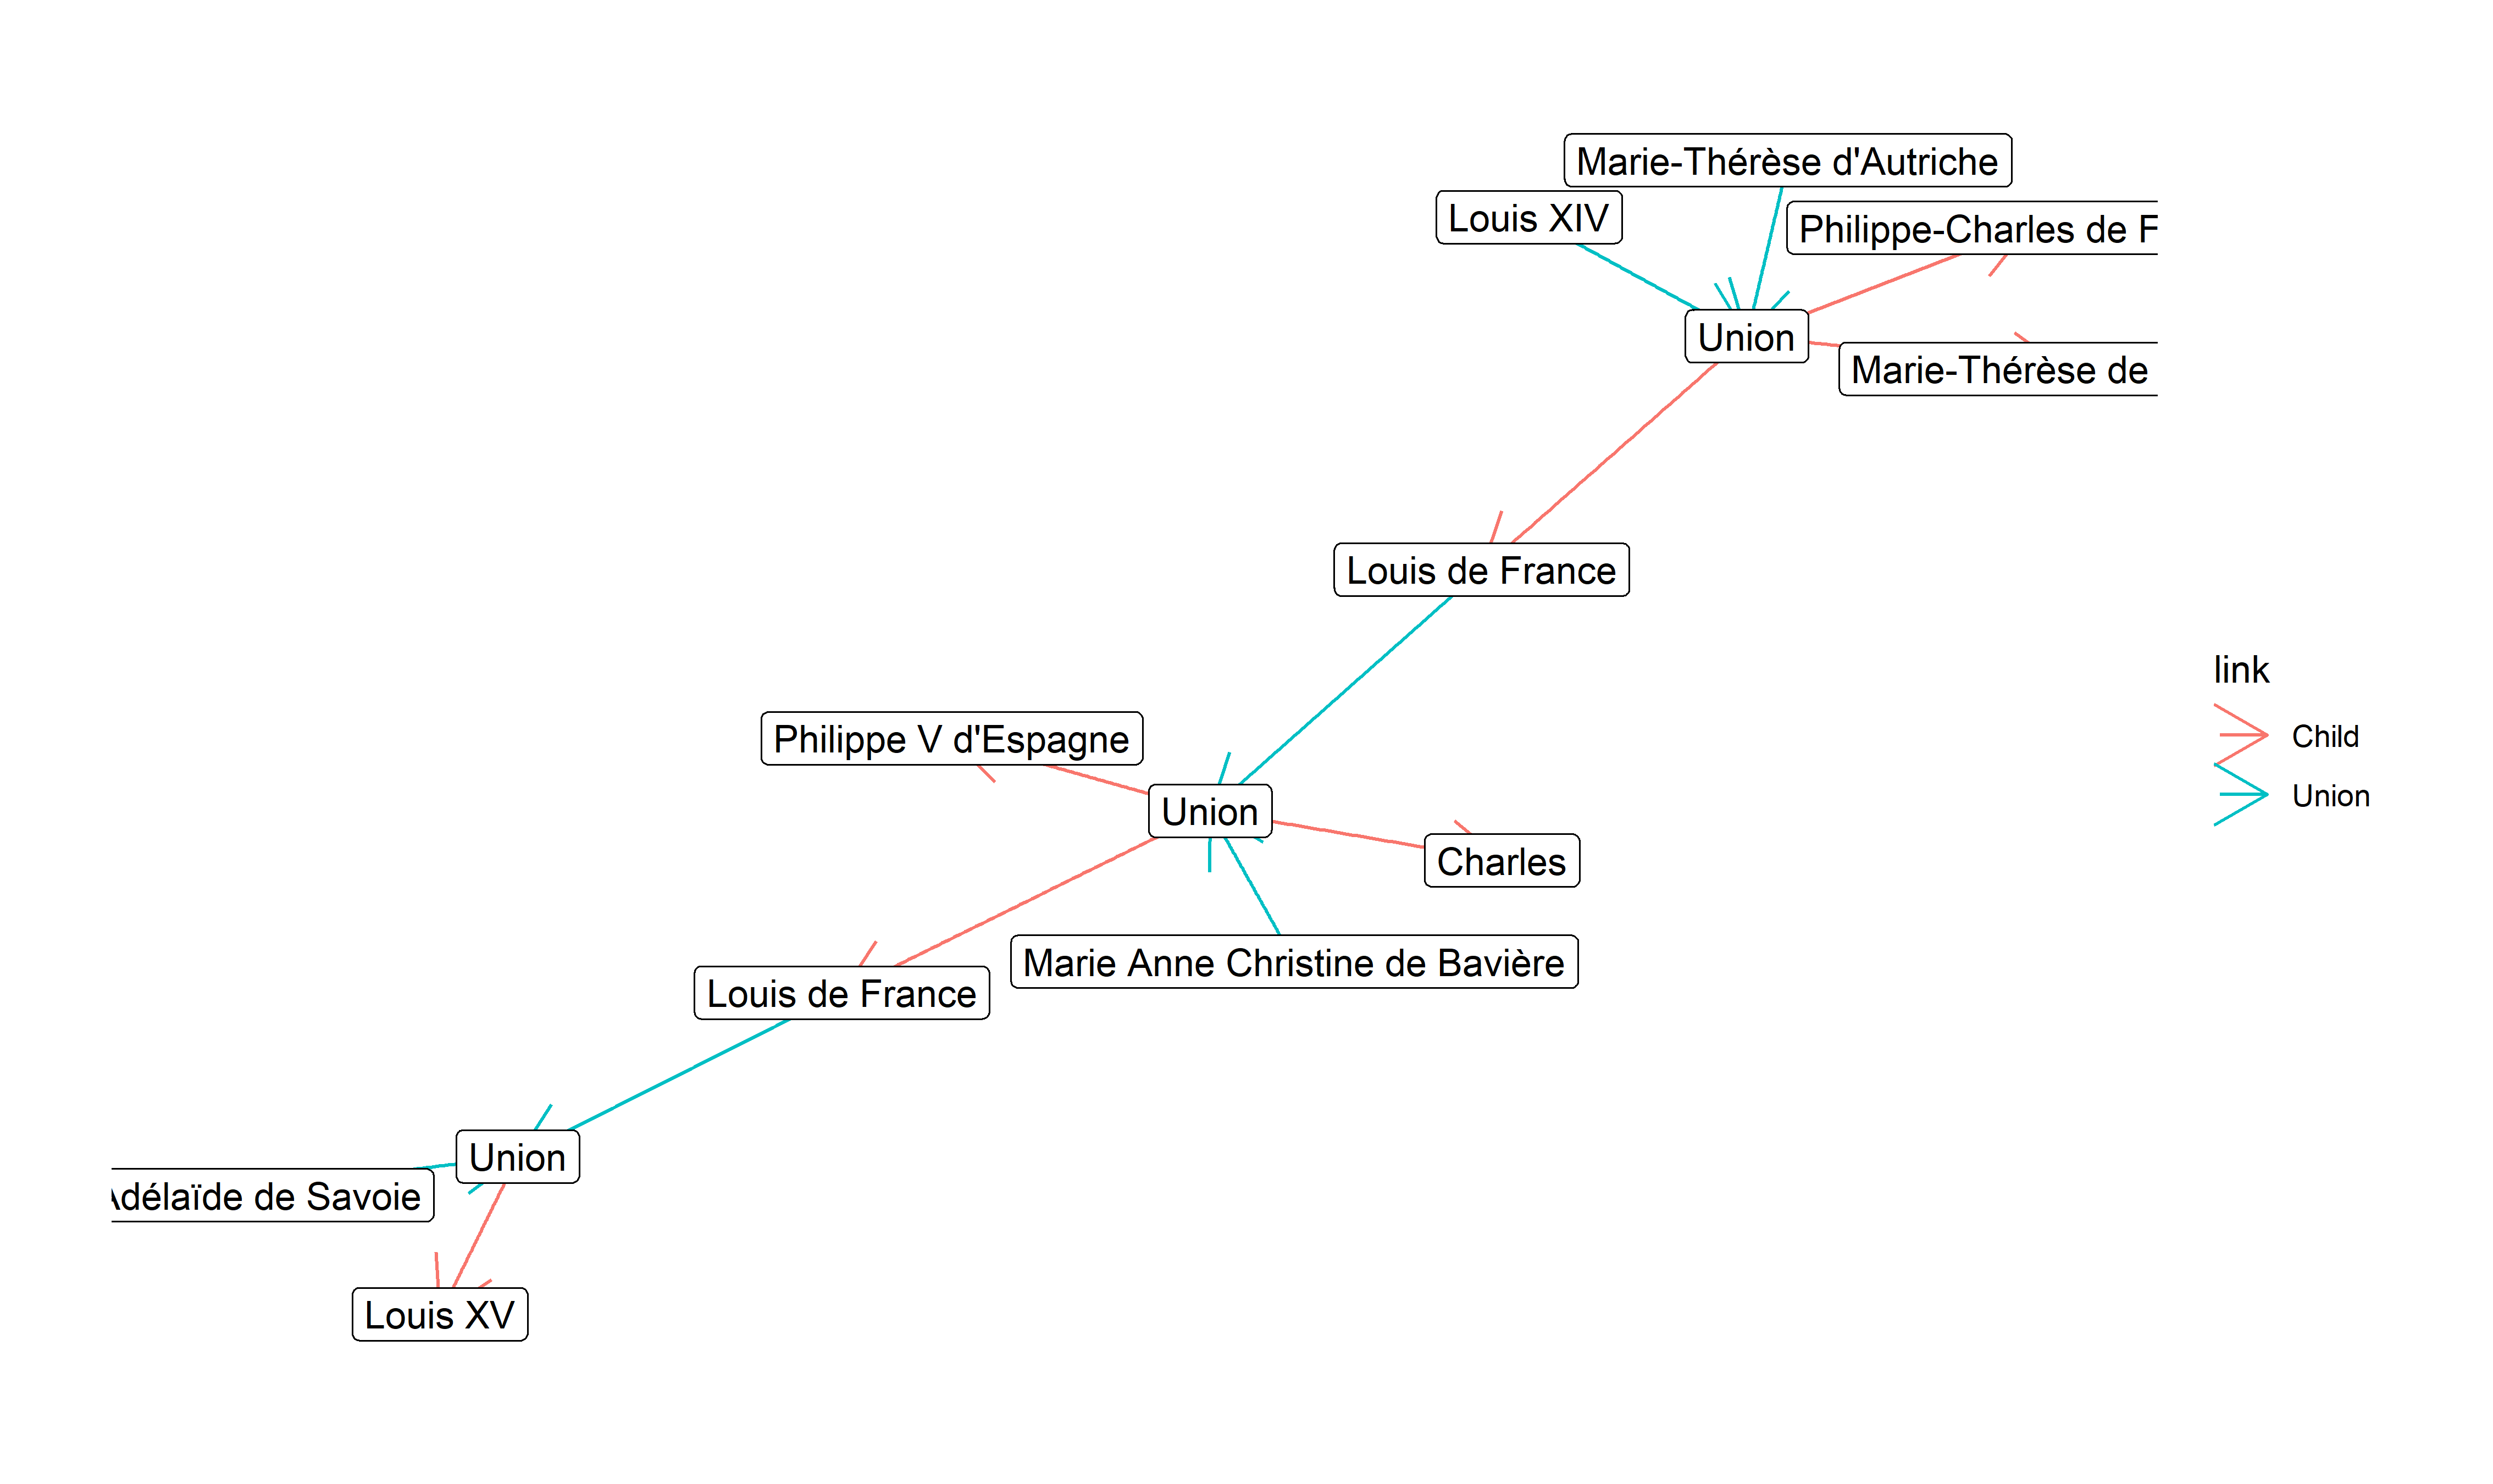 Marie-Thérèse d'Autriche
Louis XIV
Philippe-Charles de F
Union
Marie-Thérèse de
Louis de France
link
Philippe V d'Espagne
Child
Union
Union
Charles
Marie Anne Christine de Bavière
Louis de France
Union
Adélaïde de Savoie
Louis XV